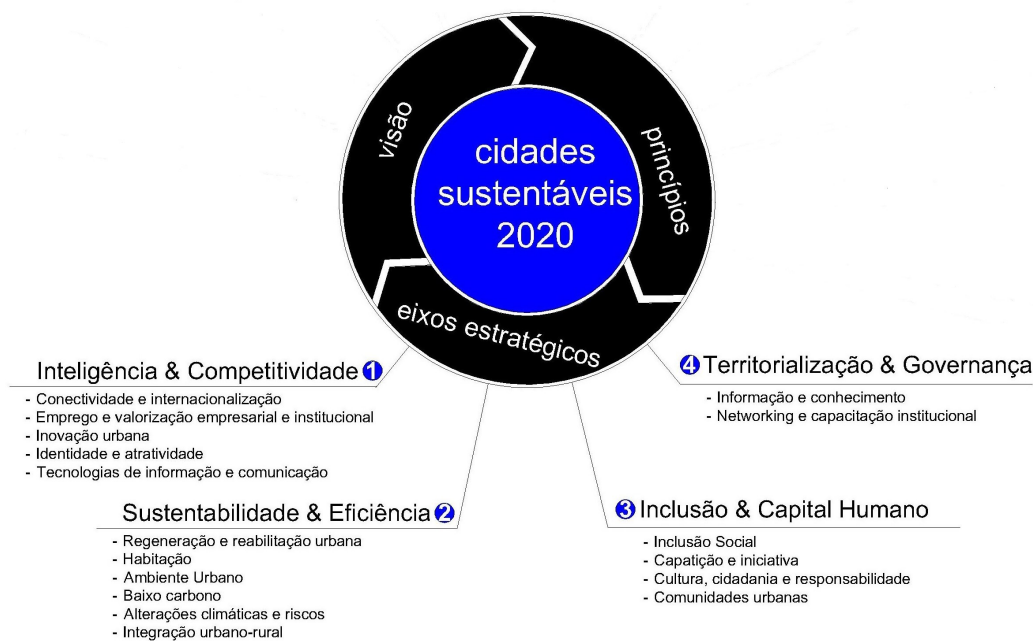 visão
princípios
cidades
sustentáveis
2020
eixos estratégicos
Inteligência & Competitividade 1
- Conectividade e internacionalização
- Emprego e valorização empresarial e institucional
- Inovação urbana
- Identidade e atratividade
- Tecnologias de informação e comunicação
4 Territorialização & Governança
- Informação e conhecimento
- Networking e capacitação institucional
Sustentabilidade & Eficiência 2
- Regeneração e reabilitação urbana
- Habitação
- Ambiente Urbano
- Baixo carbono
- Alterações climáticas e riscos
- Integração urbano-rural
3 Inclusão & Capital Humano
- Inclusão Social
- Capatição e iniciativa
- Cultura, cidadania e responsabilidade
- Comunidades urbanas